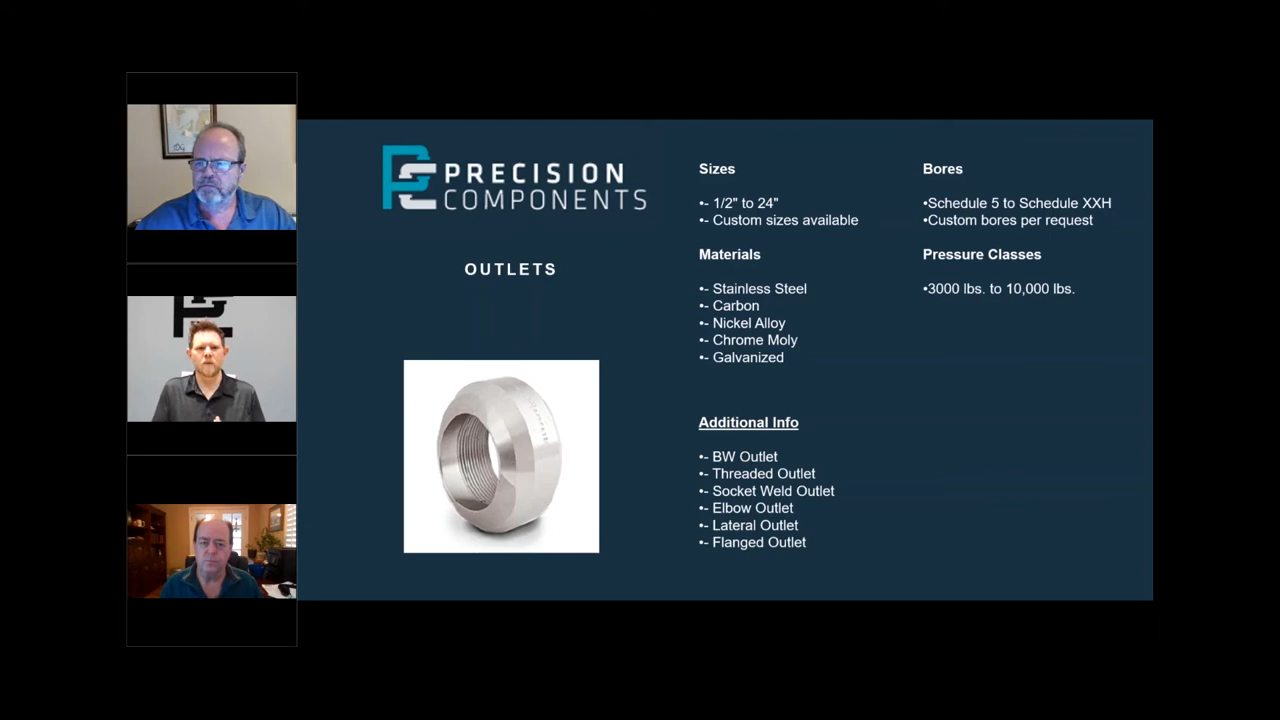 PRECISION
COMPONENTS
OUTLETS
Sizes
•- 1/2" to 24"
•- Custom sizes available
Materials
•- Stainless Steel
•- Carbon
•- Nickel Alloy
•- Chrome Moly
•- Galvanized
Additional Info
•- BW Outlet
•- Threaded Outlet
•- Socket Weld Outlet
•- Elbow Outlet
•- Lateral Outlet
•- Flanged Outlet
Bores
•Schedule 5 to Schedule XXH
•Custom bores per request
Pressure Classes
•3000 lbs. to 10,000 lbs.